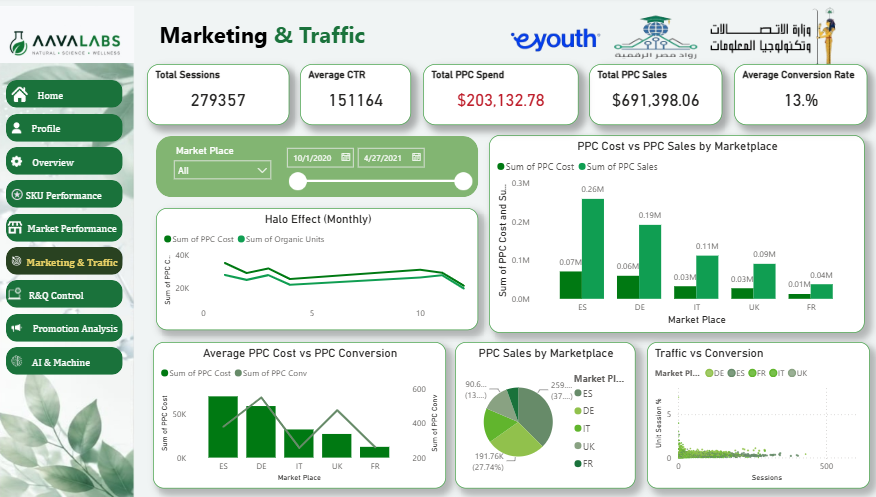 AAVALABS
NATURAL • SCIENCE • WELLNESS
Home
Profile
Overview
SKU Performance
Market Performance
Marketing & Traffic
R&Q Control
Promotion Analysis
AI & Machine
Marketing & Traffic
eyouth
رواد مصر الرقمية
وزارة الاتصالات
وتكنولوجيا المعلومات
Total Sessions
279357
Average CTR
151164
Total PPC Spend
$203,132.78
Total PPC Sales
$691,398.06
Average Conversion Rate
13.%
Market Place
All
10/1/2020
4/27/2021
Halo Effect (Monthly)
Sum of PPC Cost Sum of Organic Units
Sum of PPC C...
40K
20K
0 5 10
PPC Cost vs PPC Sales by Marketplace
Sum of PPC Cost Sum of PPC Sales
Sum of PPC Cost and Su...
0.3M
0.2M
0.1M
0.0M
0.07M 0.26M 0.06M 0.19M 0.03M 0.11M 0.03M 0.09M 0.01M 0.04M
ES DE IT UK FR
Market Place
Average PPC Cost vs PPC Conversion
Sum of PPC Cost Sum of PPC Conv
Sum of PPC Cost
50K
0K
600
400
200
Sum of PPC Conv
ES DE IT UK FR
Market Place
PPC Sales by Marketplace
90.6...
(13....)
259....
(37....)
191.76K
(27.74%)
Market Pl...
ES
DE
IT
UK
FR
Traffic vs Conversion
Market Pl... DE ES FR IT UK
Unit Session %
5
0
0 500
Sessions